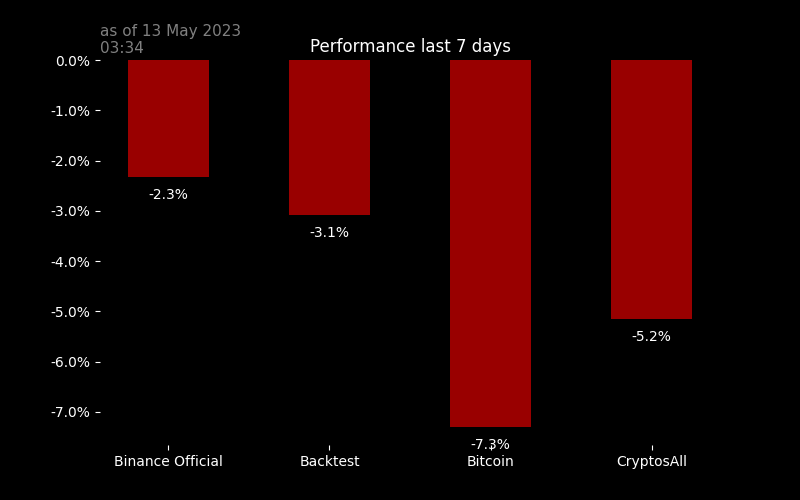 as of 13 May 2023
03:34
Performance last 7 days
0.0%
-1.0%
-2.0%
-3.0%
-4.0%
-5.0%
-6.0%
-7.0%
-2.3%
-3.1%
-7.3%
-5.2%
Binance Official
Backtest
Bitcoin
CryptosAll